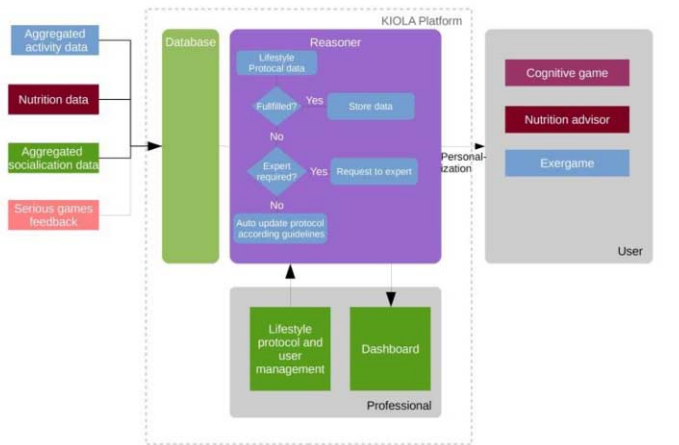 KIOLA Platform
Aggregated
activity data
Nutrition data
Aggregated
socialication data
Serious games
feedback
Database
Reasoner
Lifestyle
Protocal data
Fullfilled?
Yes
Store data
No
Expert
required?
Yes
Request to expert
No
Auto update protocol
according guidelines
Personal-
ization
Cognitive game
Nutrition advisor
Exergame
User
Lifestyle
protocol and
user
management
Dashboard
Professional